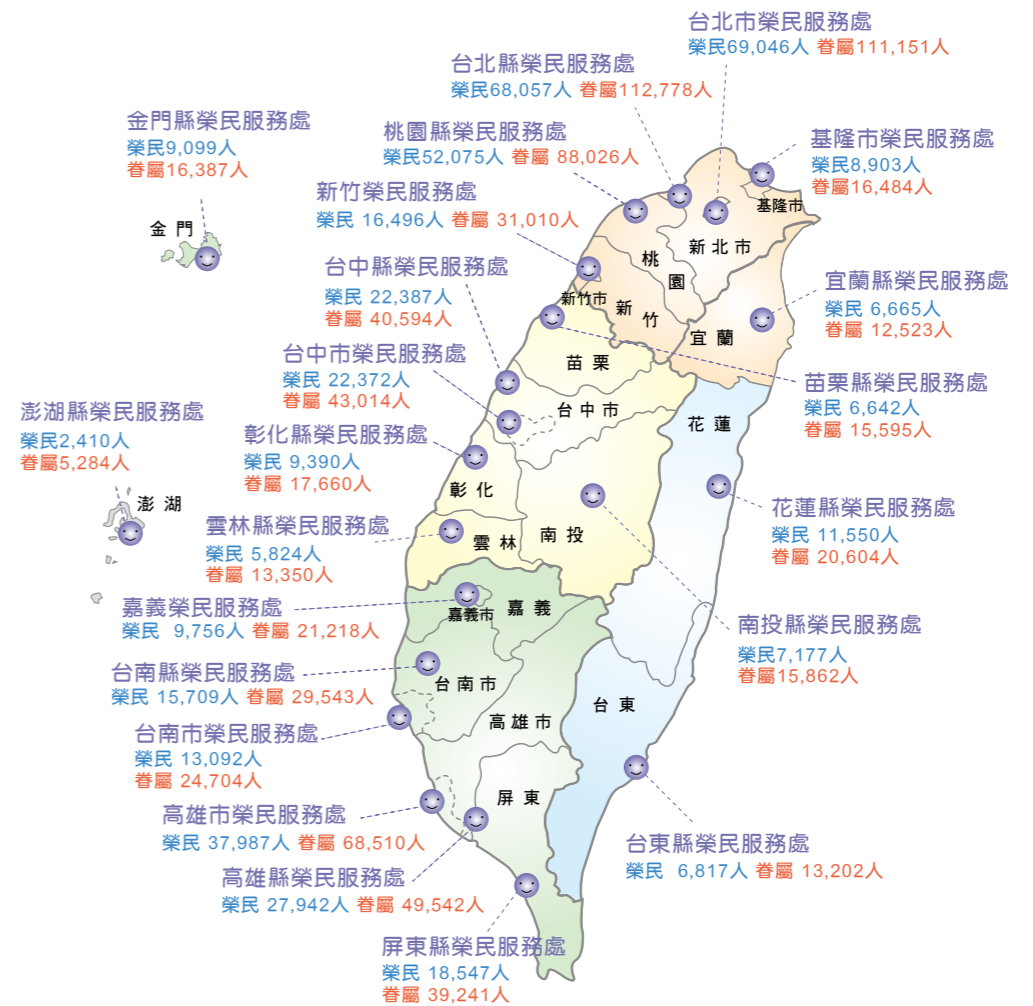 台北市榮民服務處
榮民69,046人 眷屬111,151人
台北縣榮民服務處
榮民68,057人 眷屬112,778人
金門縣榮民服務處
榮民9,099人
眷屬16,387人
桃園縣榮民服務處
榮民52,075人 眷屬 88,026人
基隆市榮民服務處
榮民8,903人
眷屬16,484人
新竹榮民服務處
榮民 16,496人 眷屬 31,010人
基隆市
金門
新北市
桃園
台中縣榮民服務處
榮民 22,387人
眷屬 40,594人
宜蘭縣榮民服務處
榮民 6,665人
眷屬 12,523人
新竹市
新竹
宜蘭
台中市榮民服務處
榮民 22,372人
眷屬 43,014人
苗栗
苗栗縣榮民服務處
榮民 6,642人
眷屬 15,595人
澎湖縣榮民服務處
榮民2,410人
眷屬5,284人
台中市
花蓮
彰化縣榮民服務處
榮民 9,390人
眷屬 17,660人
彰化
澎湖
花蓮縣榮民服務處
榮民 11,550人
眷屬 20,604人
雲林縣榮民服務處
榮民 5,824人
眷屬 13,350人
雲林
南投
嘉義榮民服務處
榮民 9,756人 眷屬 21,218人
嘉義市
嘉義
南投縣榮民服務處
榮民7,177人
眷屬15,862人
台南縣榮民服務處
榮民 15,709人 眷屬 29,543人
台南市
台東
台南市榮民服務處
榮民 13,092人
眷屬 24,704人
高雄市
屏東
高雄市榮民服務處
榮民 37,987人 眷屬 68,510人
台東縣榮民服務處
榮民 6,817人 眷屬 13,202人
高雄縣榮民服務處
榮民 27,942人 眷屬 49,542人
屏東縣榮民服務處
榮民 18,547人
眷屬 39,241人